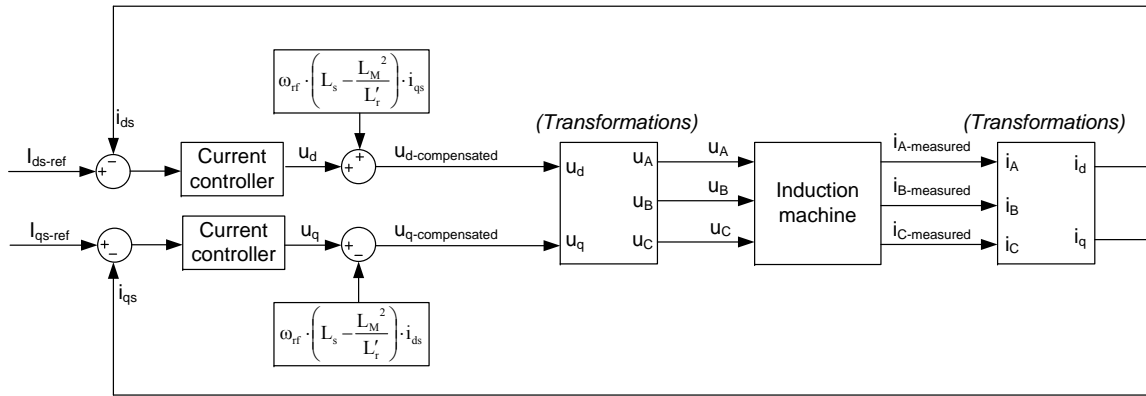 ω_rf · (L_s − L_M² / L′_r) · i_qs
i_ds
(Transformations)
(Transformations)
I_ds-ref
+
−
Current
controller
u_d
+
+
u_d-compensated
u_d
u_A
u_B
u_C
u_q
u_A
u_B
u_C
Induction
machine
i_A-measured
i_B-measured
i_C-measured
i_A
i_B
i_C
i_d
i_q
I_qs-ref
+
−
Current
controller
u_q
+
−
u_q-compensated
i_qs
ω_rf · (L_s − L_M² / L′_r) · i_ds